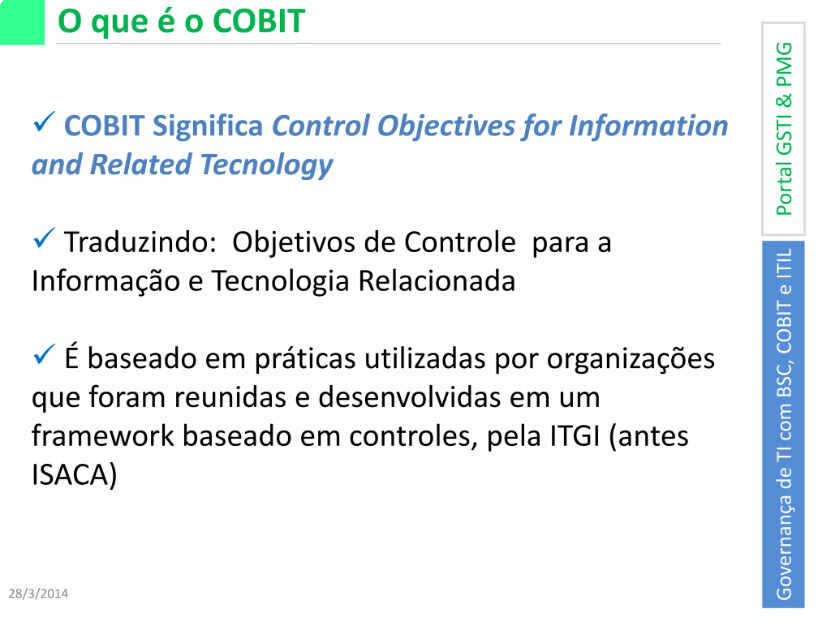 O que é o COBIT
✓ COBIT Significa Control Objectives for Information
and Related Tecnology
✓ Traduzindo: Objetivos de Controle para a
Informação e Tecnologia Relacionada
✓ É baseado em práticas utilizadas por organizações
que foram reunidas e desenvolvidas em um
framework baseado em controles, pela ITGI (antes
ISACA)
28/3/2014
Portal GSTI & PMG
Governança de TI com BSC, COBIT e ITIL